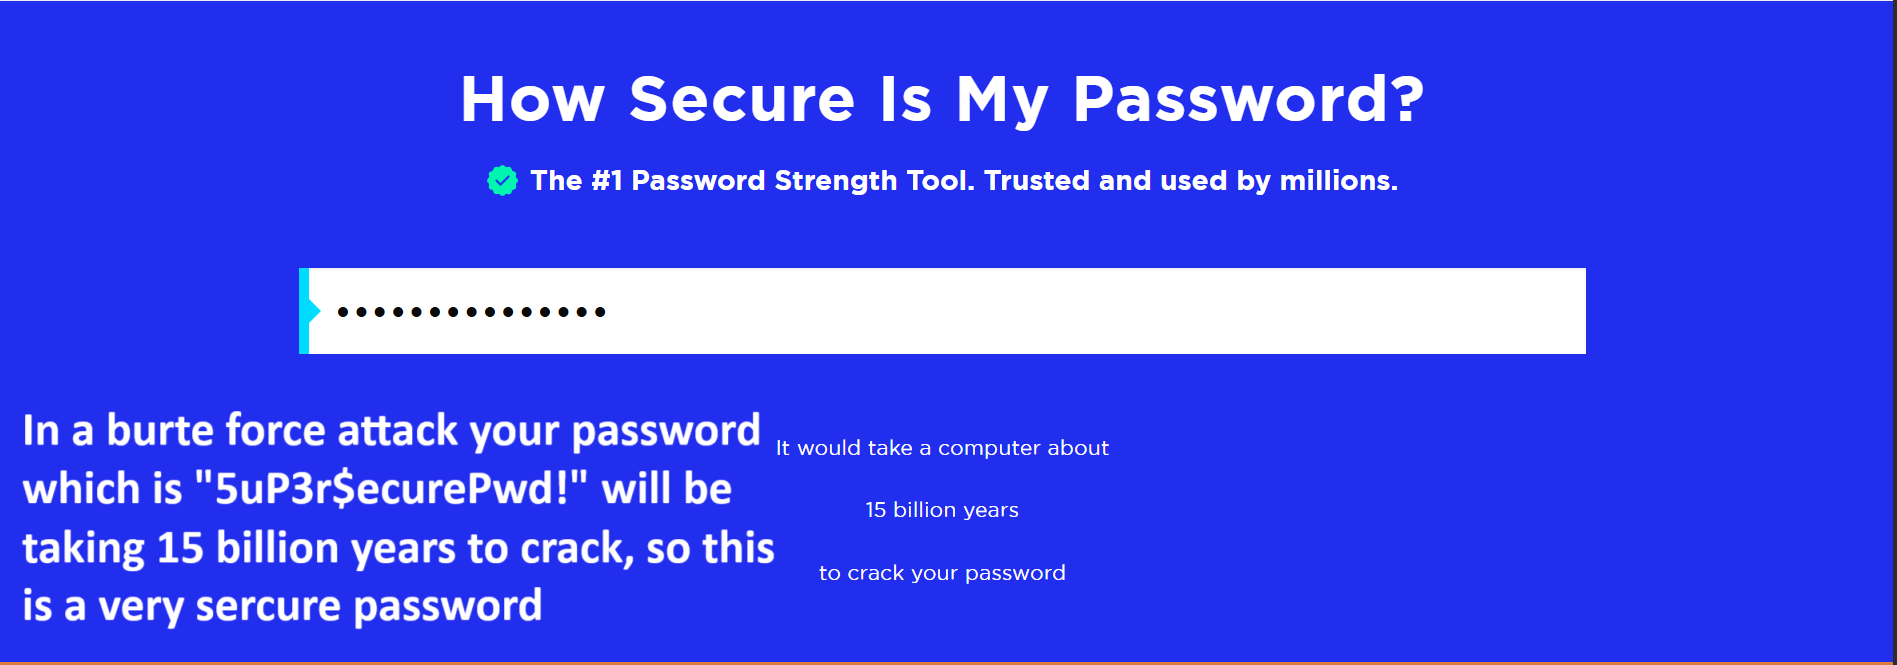 How Secure Is My Password?
The #1 Password Strength Tool. Trusted and used by millions.
In a burte force attack your password
which is "5uP3r$ecurePwd!" will be
taking 15 billion years to crack, so this
is a very sercure password
It would take a computer about
15 billion years
to crack your password